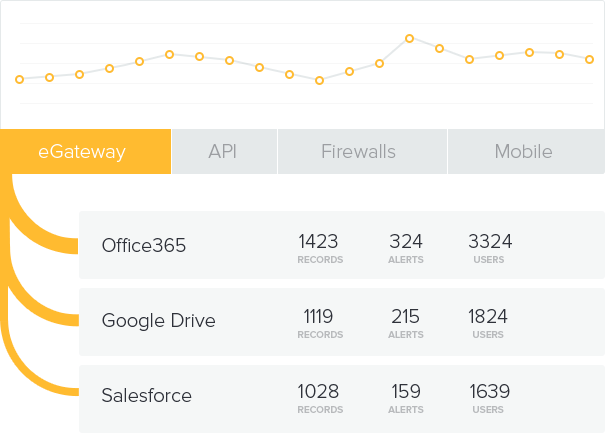 eGateway API Firewalls Mobile
Office365 1423 324 3324
RECORDS ALERTS USERS
Google Drive 1119 215 1824
RECORDS ALERTS USERS
Salesforce 1028 159 1639
RECORDS ALERTS USERS